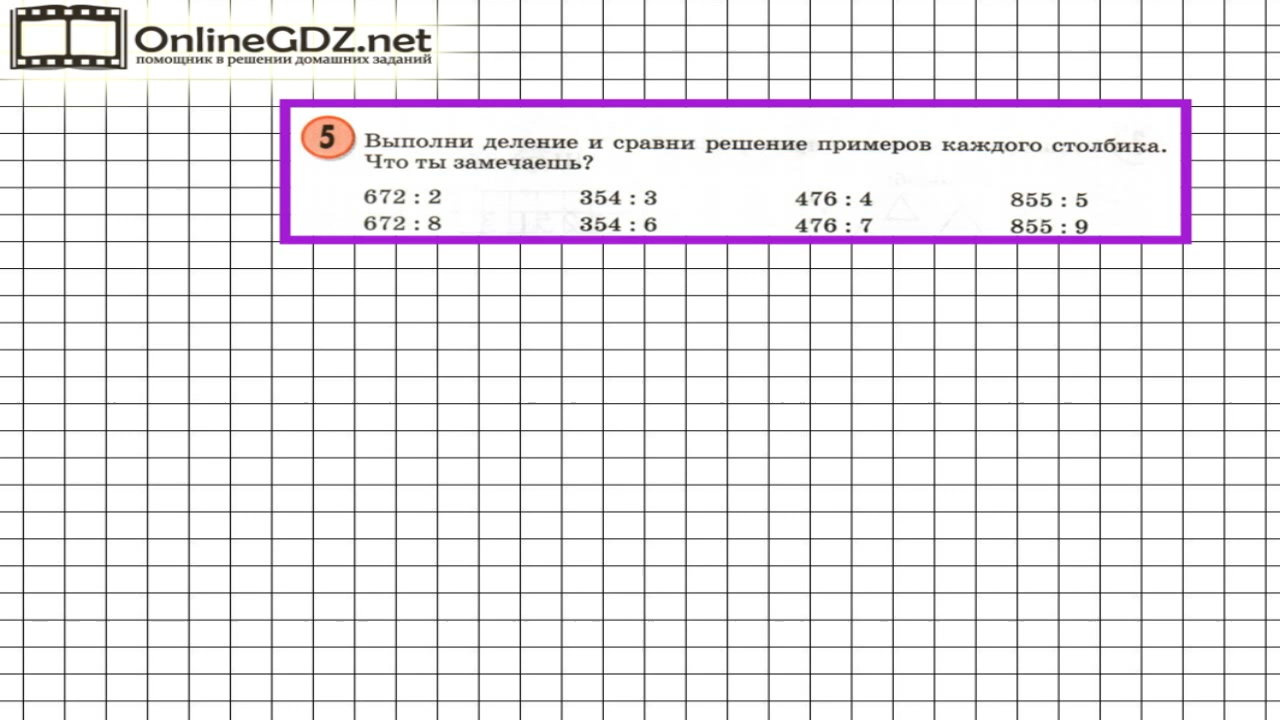 OnlineGDZ.net
помощник в решении домашних заданий
5
Выполни деление и сравни решение примеров каждого столбика.
Что ты замечаешь?
672 : 2 354 : 3 476 : 4 855 : 5
672 : 8 354 : 6 476 : 7 855 : 9